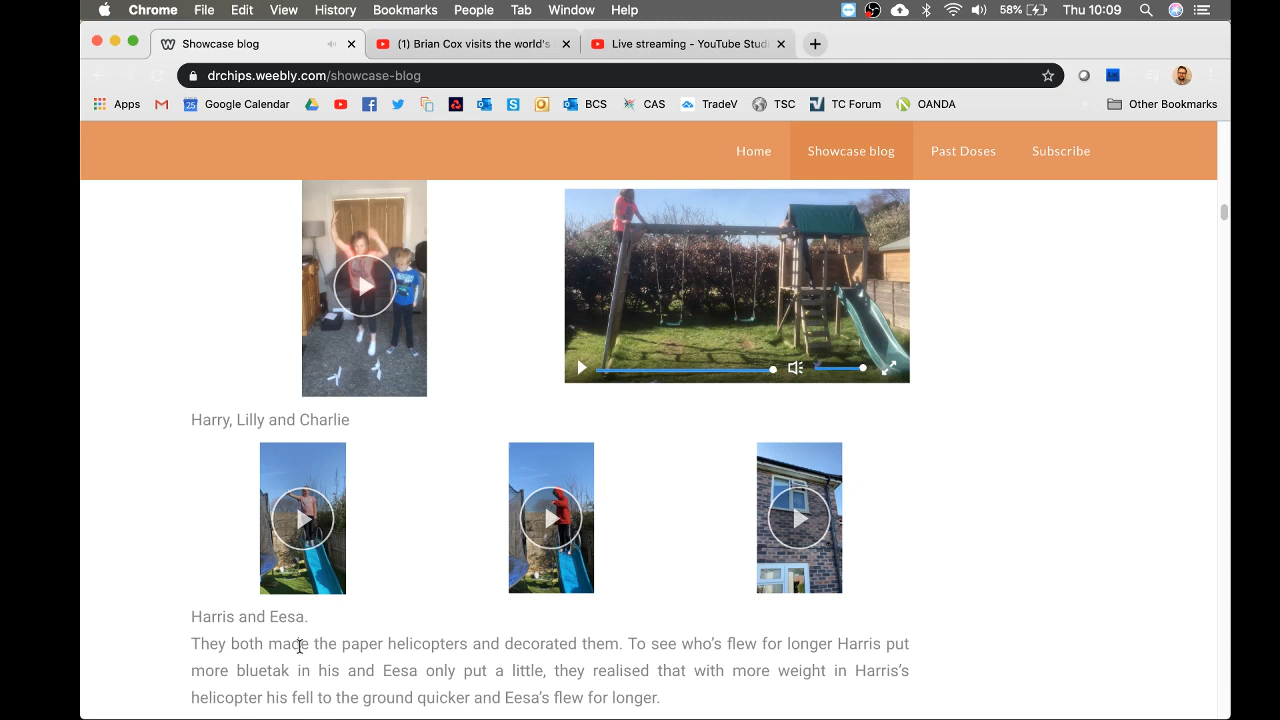 Chrome File Edit View History Bookmarks People Tab Window Help 58% Thu 10:09
Showcase blog (1) Brian Cox visits the world's Live streaming - YouTube Studi
drchips.weebly.com/showcase-blog
Apps 25 Google Calendar BCS CAS TradeV TSC TC Forum OANDA Other Bookmarks
Home Showcase blog Past Doses Subscribe
Harry, Lilly and Charlie
Harris and Eesa.
They both made the paper helicopters and decorated them. To see who's flew for longer Harris put
more bluetak in his and Eesa only put a little, they realised that with more weight in Harris's
helicopter his fell to the ground quicker and Eesa's flew for longer.